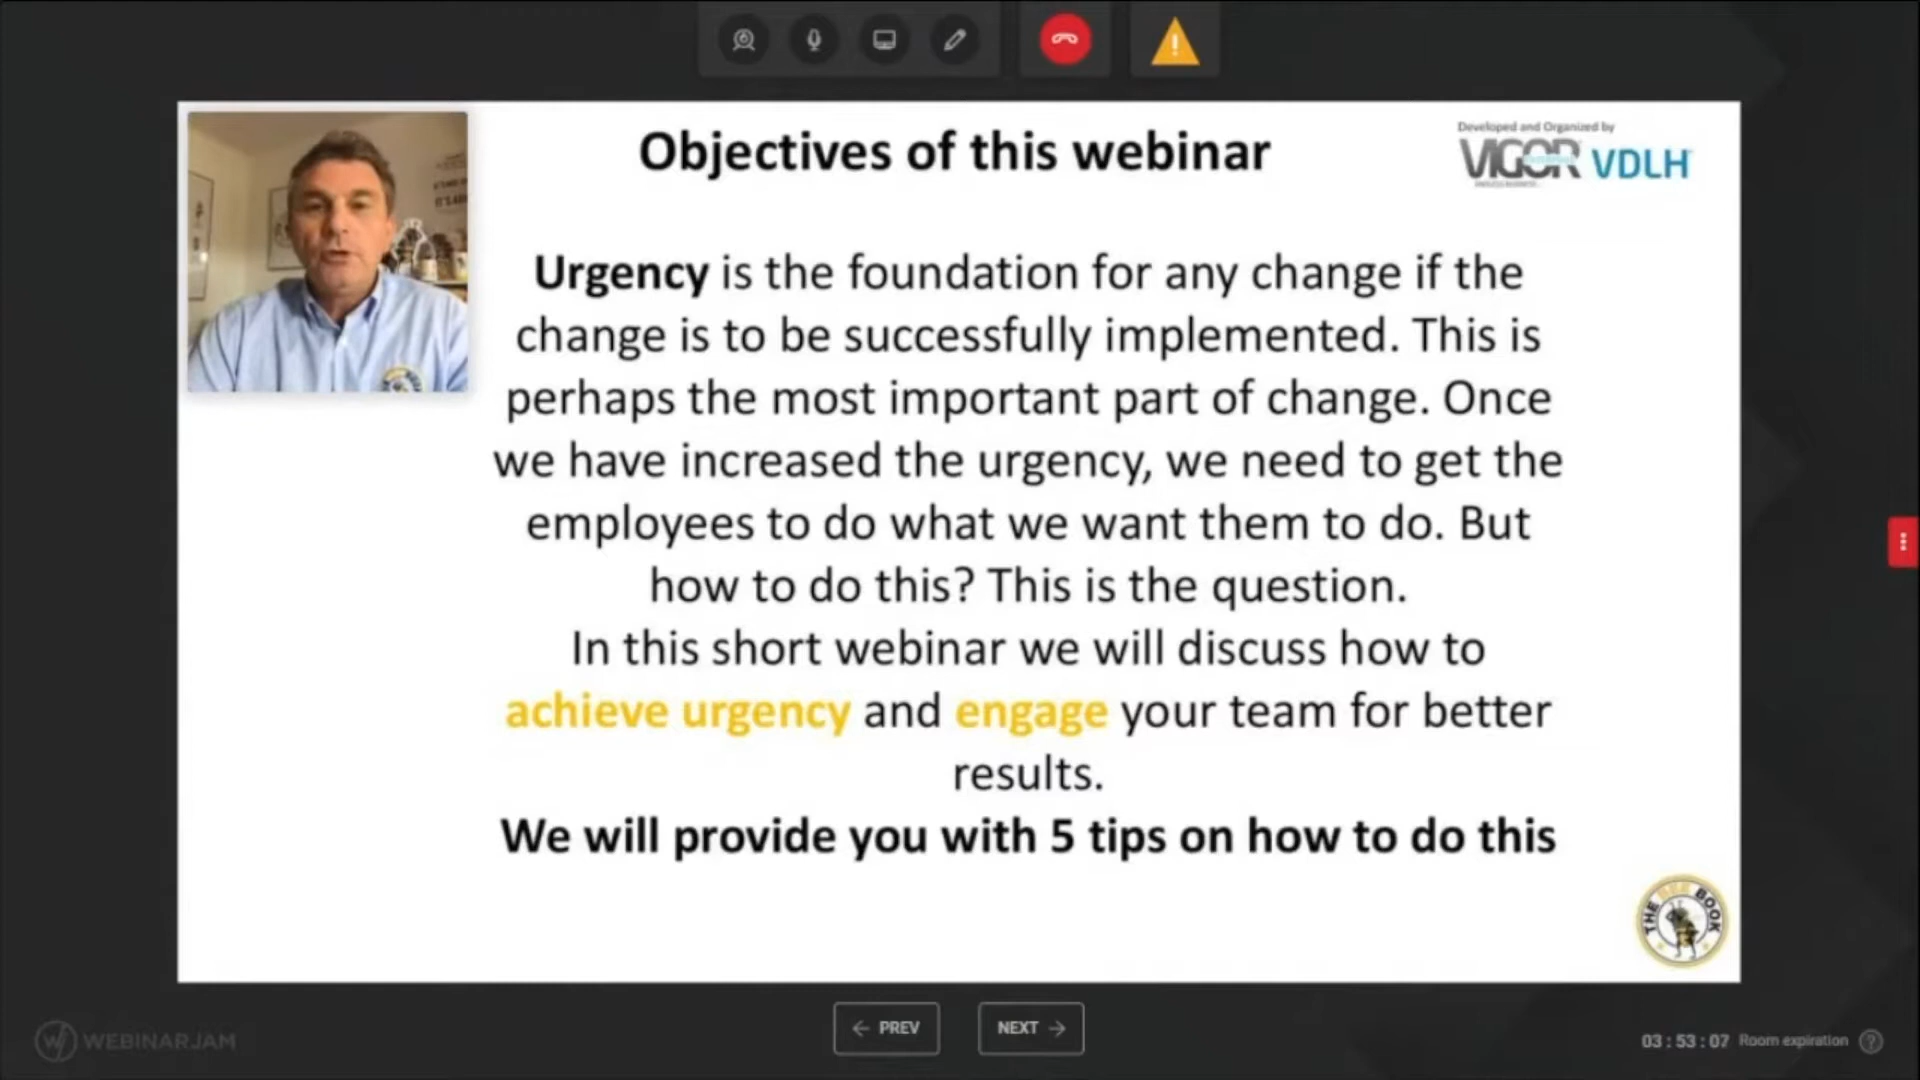 Objectives of this webinar
Developed and Organized by
VIGOR VDLH
Urgency is the foundation for any change if the
change is to be successfully implemented. This is
perhaps the most important part of change. Once
we have increased the urgency, we need to get the
employees to do what we want them to do. But
how to do this? This is the question.
In this short webinar we will discuss how to
achieve urgency and engage your team for better
results.
We will provide you with 5 tips on how to do this
THE BEE BOOK
← PREV
NEXT →
WEBINARJAM
03 : 53 : 07 Room expiration ?